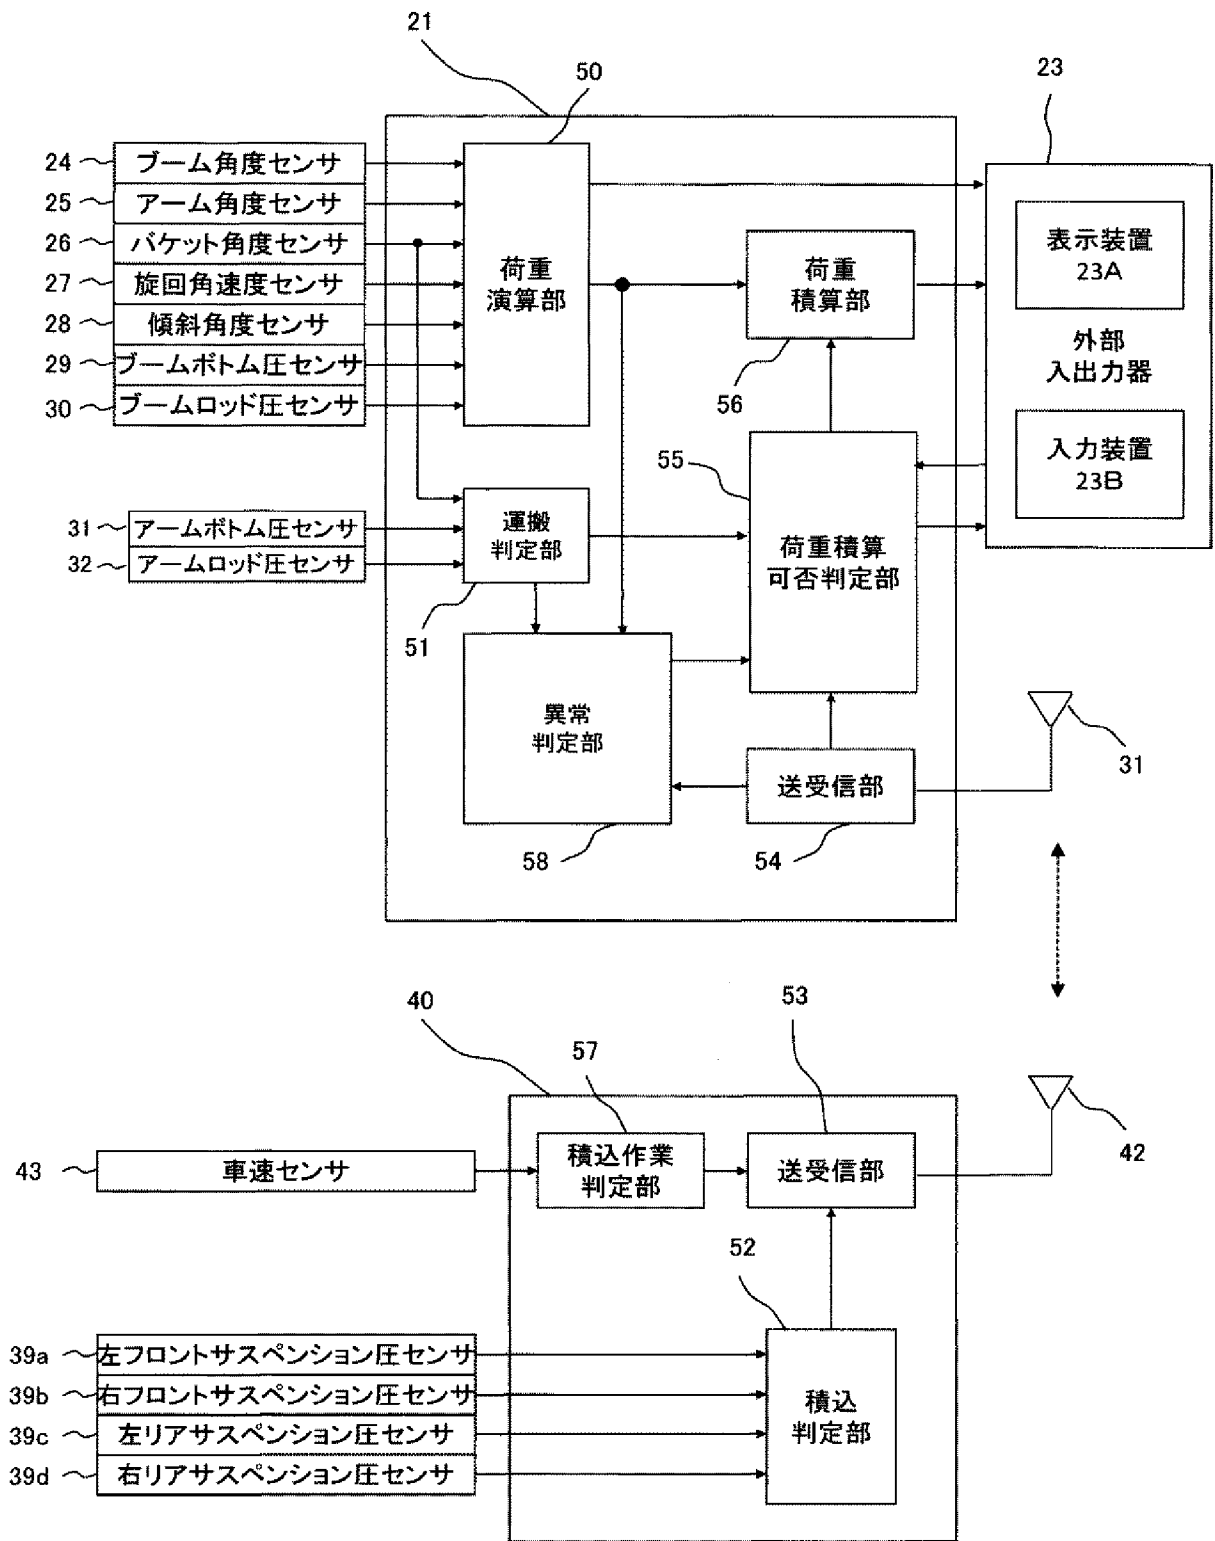 21
50
23
24
ブーム角度センサ
25
アーム角度センサ
26
バケット角度センサ
27
旋回角速度センサ
28
傾斜角度センサ
29
ブームボトム圧センサ
30
ブームロッド圧センサ
荷重
演算部
荷重
積算部
56
表示装置
23A
外部
入出力器
入力装置
23B
55
31
アームボトム圧センサ
32
アームロッド圧センサ
運搬
判定部
51
荷重積算
可否判定部
異常
判定部
58
送受信部
54
31
40
57
53
43
車速センサ
積込作業
判定部
送受信部
42
52
39a
左フロントサスペンション圧センサ
39b
右フロントサスペンション圧センサ
39c
左リアサスペンション圧センサ
39d
右リアサスペンション圧センサ
積込
判定部